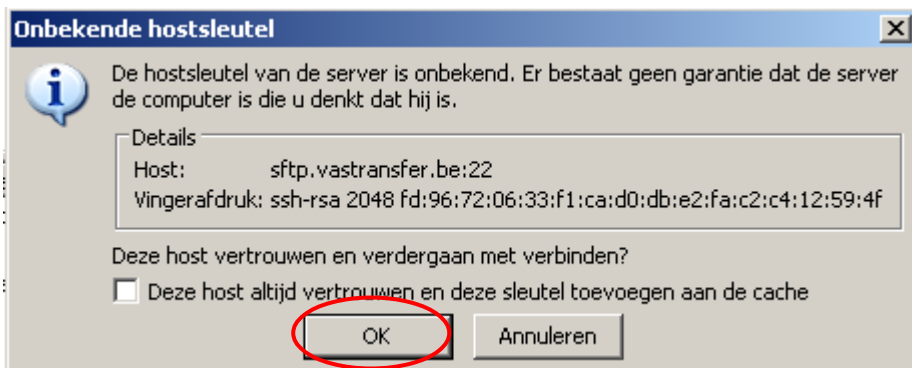 Onbekende hostsleutel
De hostsleutel van de server is onbekend. Er bestaat geen garantie dat de server
de computer is die u denkt dat hij is.
Details
Host: sftp.vastransfer.be:22
Vingerafdruk: ssh-rsa 2048 fd:96:72:06:33:f1:ca:d0:db:e2:fa:c2:c4:12:59:4f
Deze host vertrouwen en verdergaan met verbinden?
Deze host altijd vertrouwen en deze sleutel toevoegen aan de cache
OK Annuleren